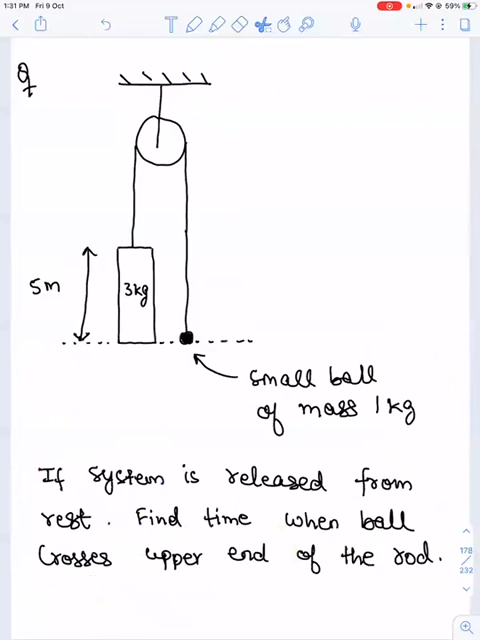 1:31 PM Fri 9 Oct
59%
Q
5m
3kg
Small ball
of mass 1kg
If system is released from
rest. Find time when ball
Crosses upper end of the rod.
178
232